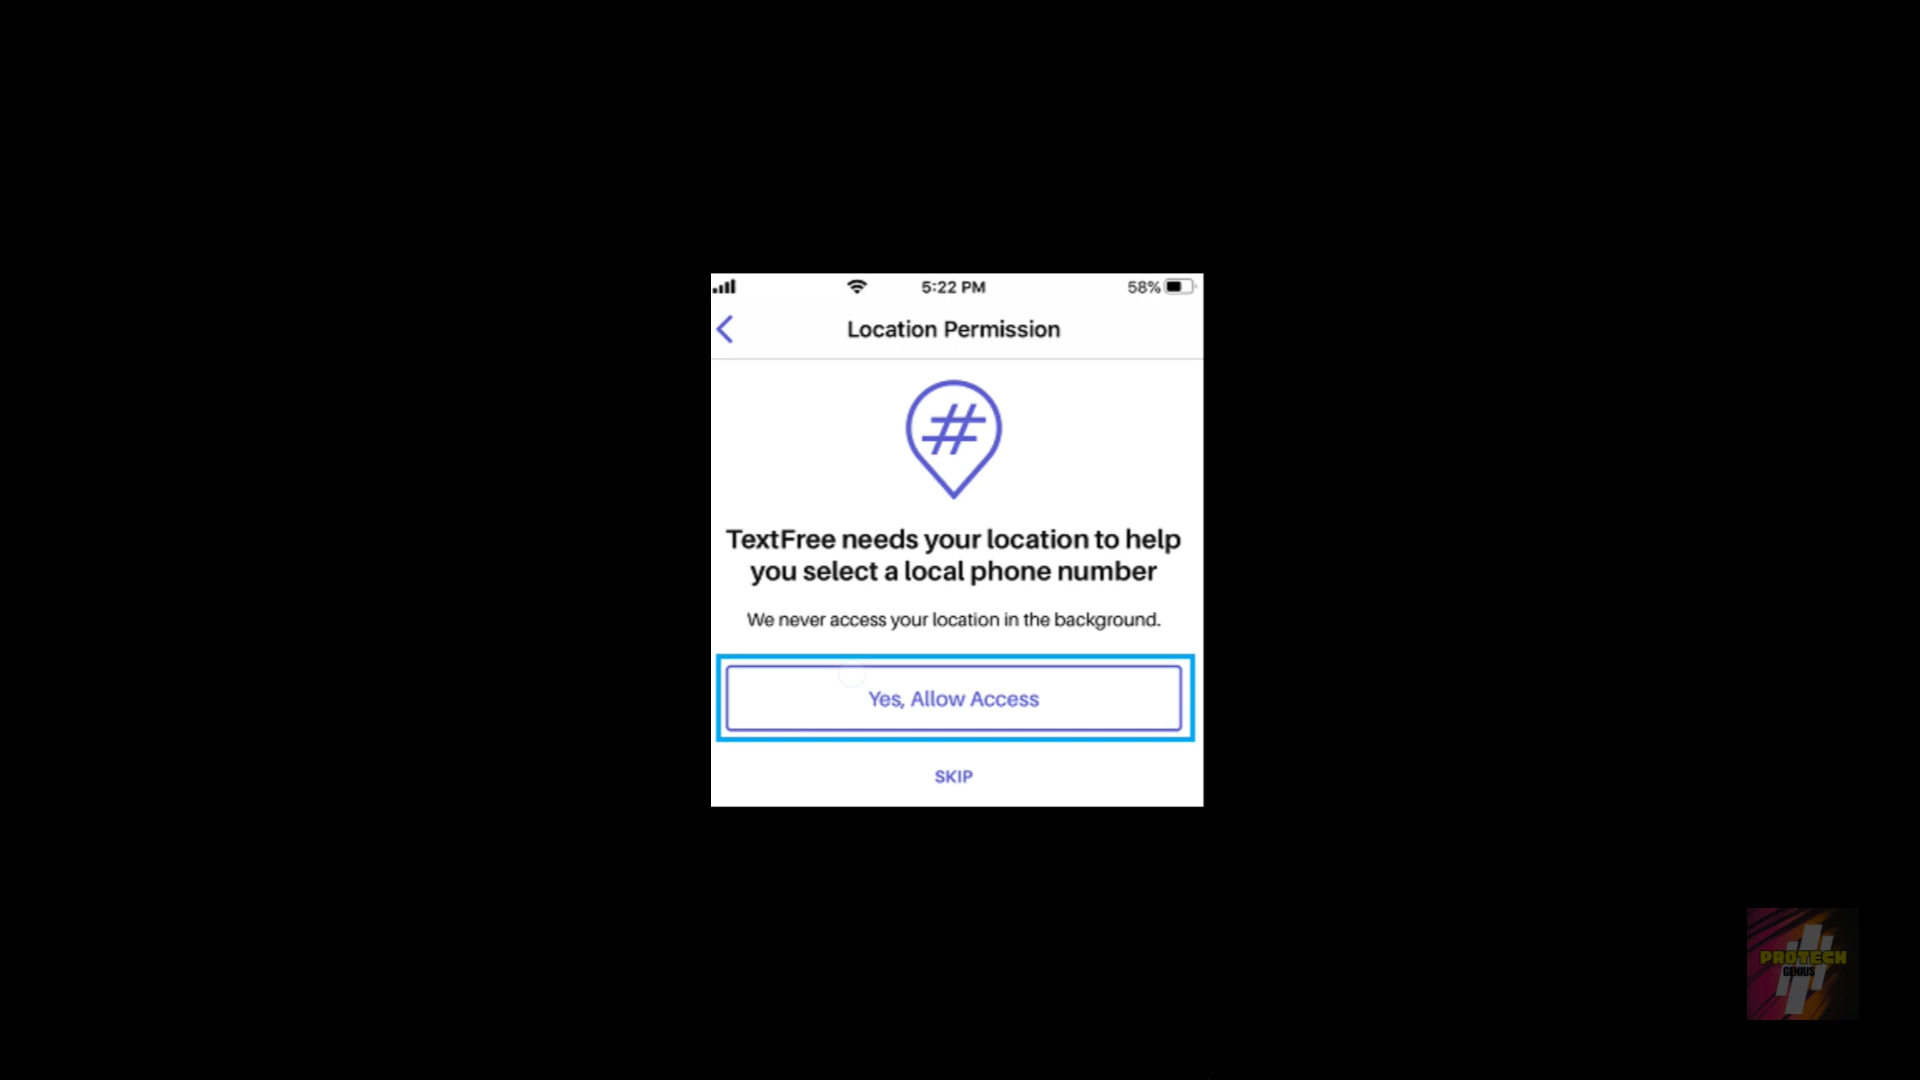 5:22 PM
58%
Location Permission
#
TextFree needs your location to help
you select a local phone number
We never access your location in the background.
Yes, Allow Access
SKIP
PROTECH
GENIUS